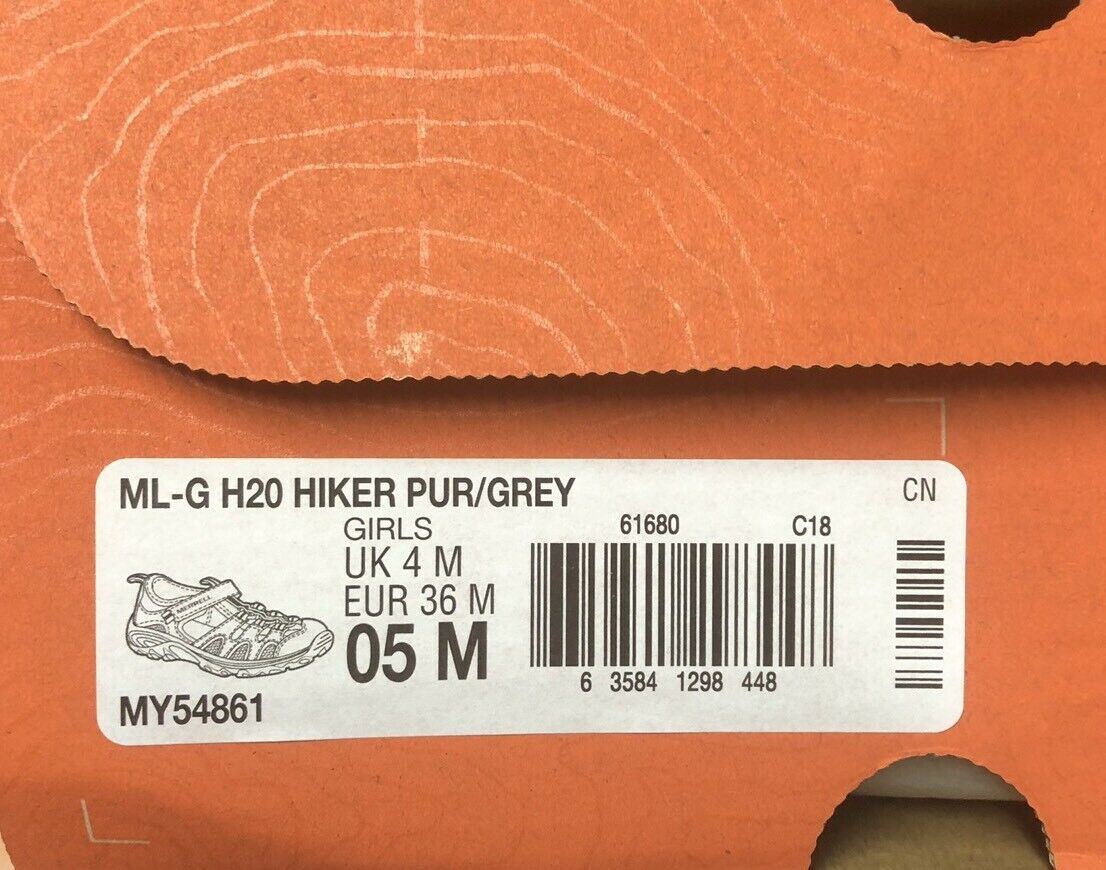 ML-G H20 HIKER PUR/GREY
CN
GIRLS
61680 C18
UK 4 M
EUR 36 M
MERRELL
05 M
6 3584 1298 448
MY54861